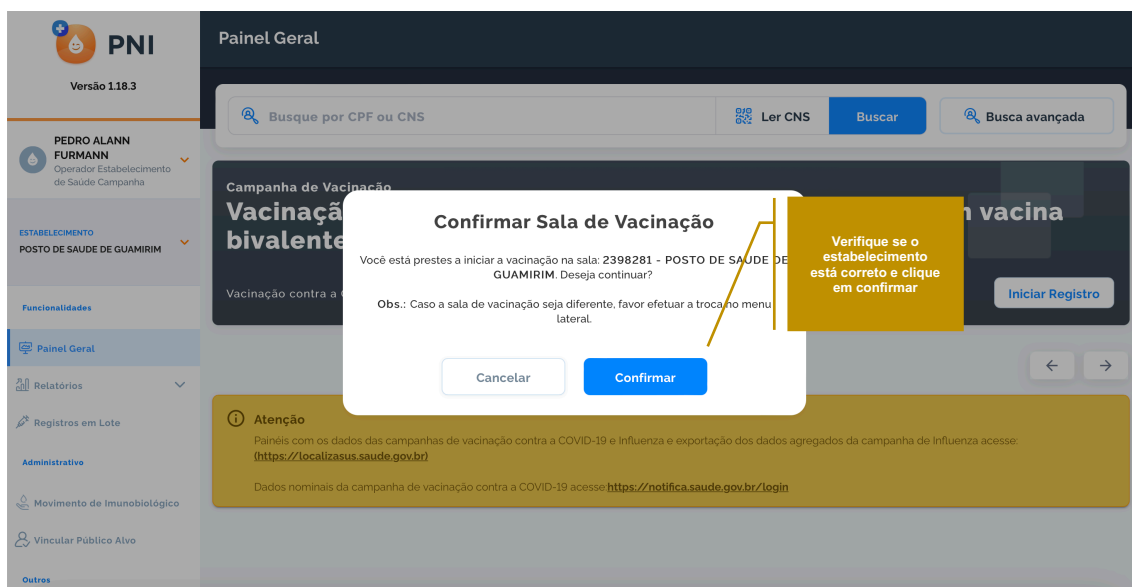 PNI
Versão 1.18.3
PEDRO ALANN
FURMANN
Operador Estabelecimento
de Saúde Campanha
ESTABELECIMENTO
POSTO DE SAUDE DE GUAMIRIM
Funcionalidades
Painel Geral
Relatórios
Registros em Lote
Administrativo
Movimento de Imunobiológico
Vincular Público Alvo
Outros
Painel Geral
Busque por CPF ou CNS
Ler CNS
Buscar
Busca avançada
Campanha de Vacinação
Vacinaçã
vacina
bivalente
Vacinação contra a
Iniciar Registro
Confirmar Sala de Vacinação
Você está prestes a iniciar a vacinação na sala: 2398281 - POSTO DE SAUDE DE
GUAMIRIM. Deseja continuar?
Obs.: Caso a sala de vacinação seja diferente, favor efetuar a troca no menu
lateral.
Cancelar
Confirmar
Verifique se o
estabelecimento
está correto e clique
em confirmar
Atenção
Painéis com os dados das campanhas de vacinação contra a COVID-19 e Influenza e exportação dos dados agregados da campanha de Influenza acesse:
(https://localizasus.saude.gov.br)
Dados nominais da campanha de vacinação contra a COVID-19 acesse:https://notifica.saude.gov.br/login